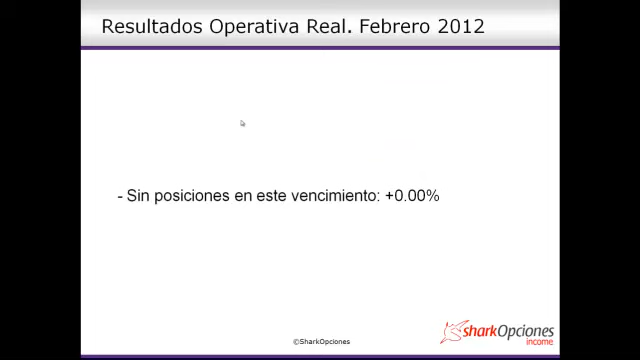 Resultados Operativa Real. Febrero 2012
- Sin posiciones en este vencimiento: +0.00%
©SharkOpciones
sharkOpciones
income